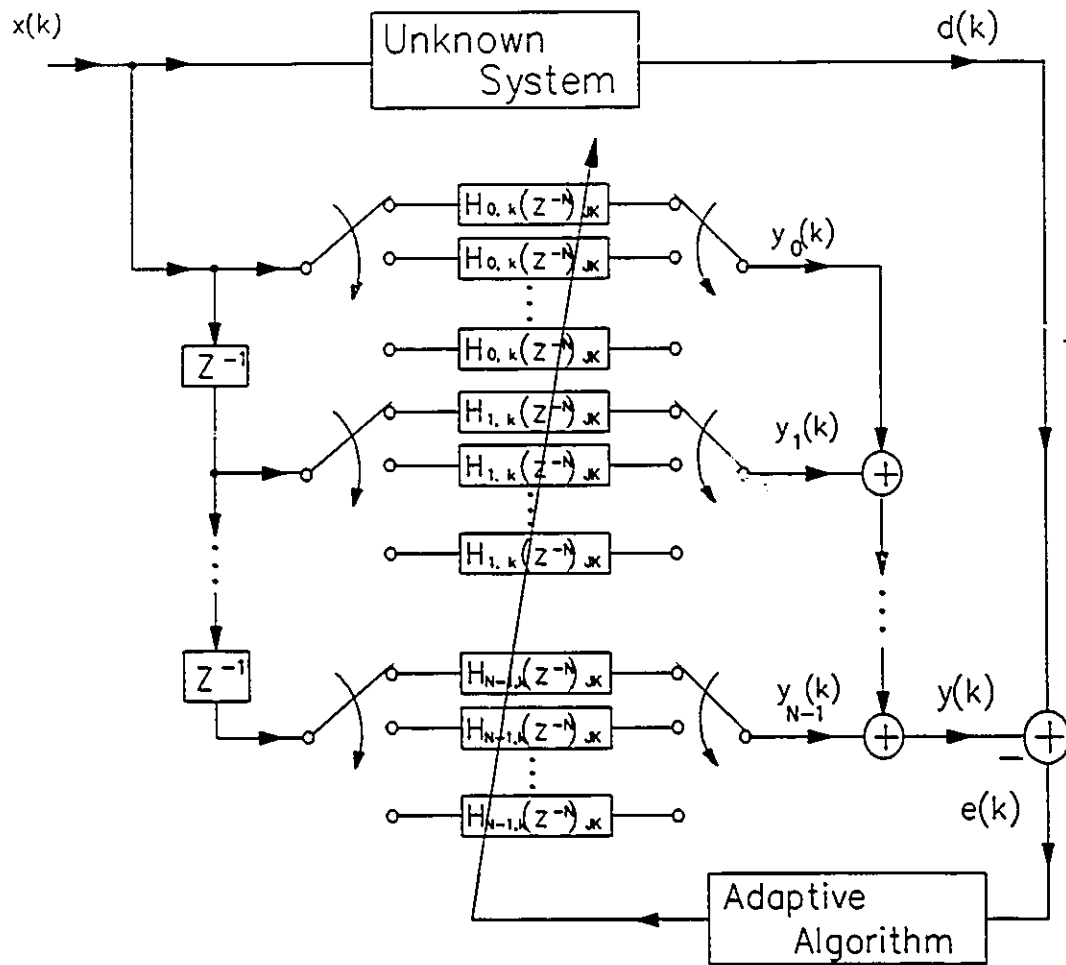 x(k)
Unknown
System
d(k)
H0,k(Z-N)JK
H0,k(Z-N)JK
y0(k)
Z-1
H0,k(Z-N)JK
H1,k(Z-N)JK
y1(k)
H1,k(Z-N)JK
H1,k(Z-N)JK
Z-1
HN-1,k(Z-N)JK
yN-1(k)
y(k)
HN-1,k(Z-N)JK
HN-1,k(Z-N)JK
e(k)
Adaptive
Algorithm